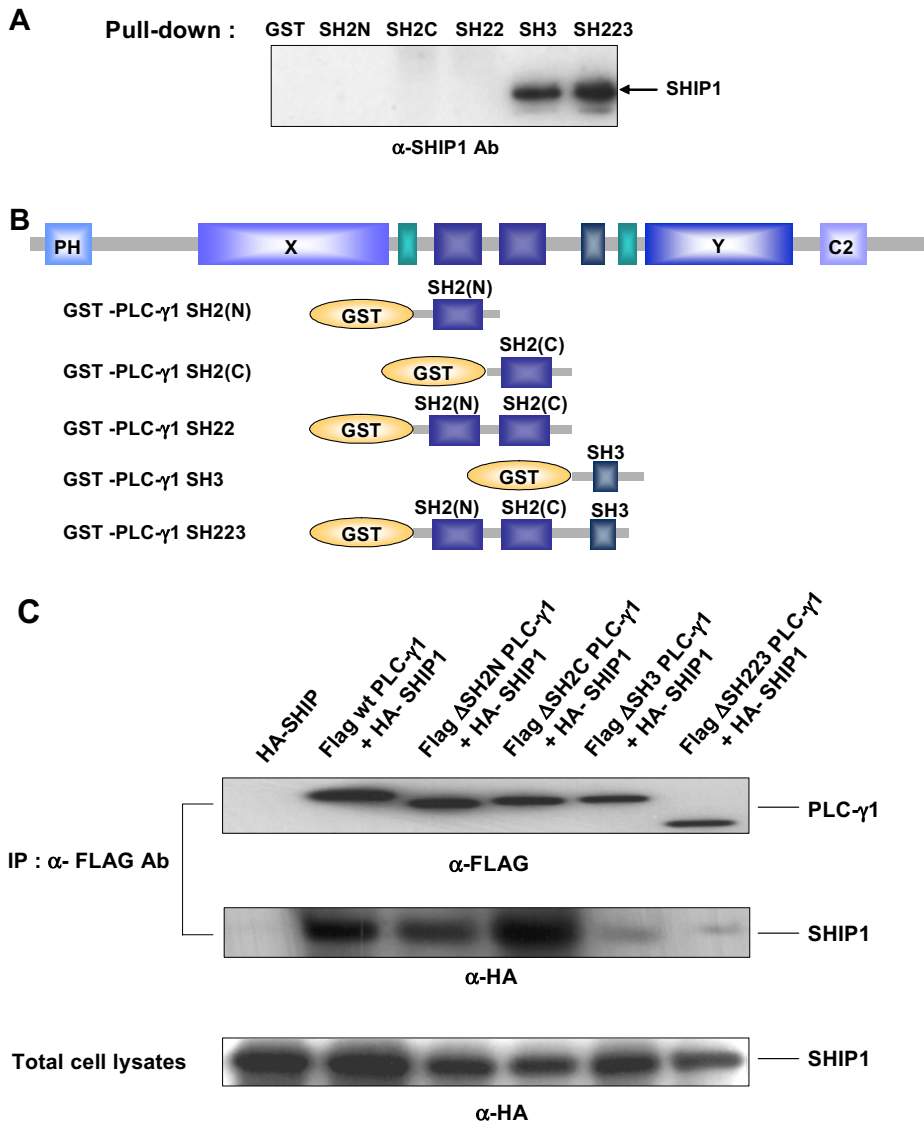 A
Pull-down : GST SH2N SH2C SH22 SH3 SH223
SHIP1
α-SHIP1 Ab
B
PH X Y C2
SH2(N)
GST -PLC-γ1 SH2(N) GST
SH2(C)
GST -PLC-γ1 SH2(C) GST
SH2(N) SH2(C)
GST -PLC-γ1 SH22 GST
SH3
GST -PLC-γ1 SH3 GST
SH2(N) SH2(C) SH3
GST -PLC-γ1 SH223 GST
C
HA-SHIP
Flag wt PLC-γ1
+ HA- SHIP1
Flag ΔSH2N PLC-γ1
+ HA- SHIP1
Flag ΔSH2C PLC-γ1
+ HA- SHIP1
Flag ΔSH3 PLC-γ1
+ HA- SHIP1
Flag ΔSH223 PLC-γ1
+ HA- SHIP1
PLC-γ1
IP : α- FLAG Ab
α-FLAG
SHIP1
α-HA
Total cell lysates
SHIP1
α-HA